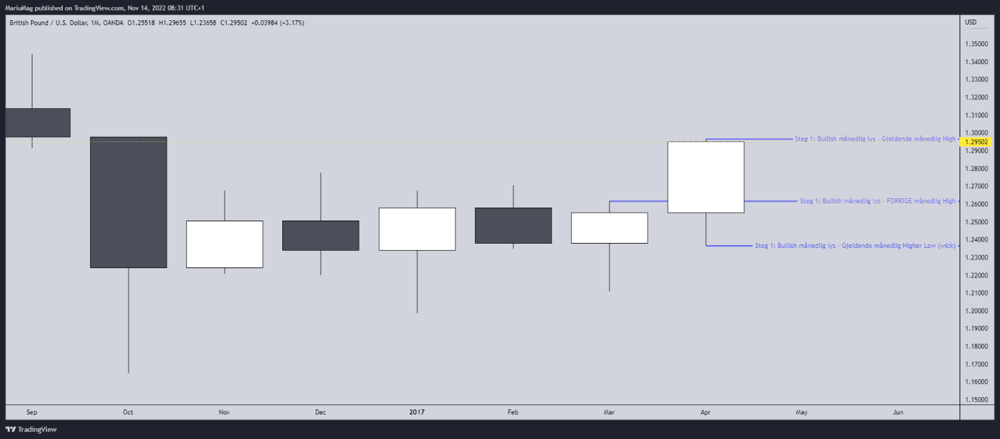 MariuMag published on TradingView.com, Nov 14, 2022 08:31 UTC+1
British Pound / U.S. Dollar, 1M, OANDA O1.25518 H1.29655 L1.23658 C1.29502 +0.03984 (+3.17%)
USD
1.35000
1.34000
1.33000
1.32000
1.31000
1.30000
Steg 1: Bullish månedlig lys - Gjeldende månedlig High
1.29502
1.29000
1.28000
1.27000
Steg 1: Bullish månedlig lys - FORRIGE månedlig High
1.26000
1.25000
1.24000
Steg 1: Bullish månedlig lys - Gjeldende månedlig Higher Low (wick)
1.23000
1.22000
1.21000
1.20000
1.19000
1.18000
1.17000
1.16000
1.15000
Sep Oct Nov Dec 2017 Feb Mar Apr May Jun
TradingView